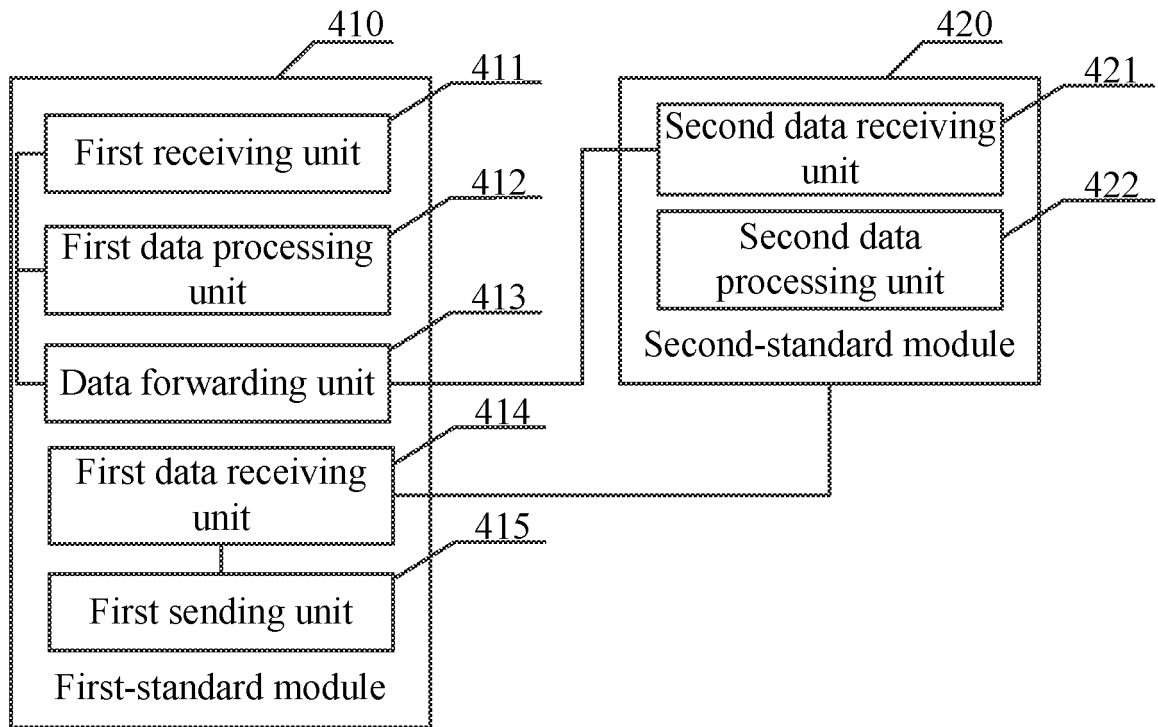 410
411
First receiving unit
412
First data processing
unit
413
Data forwarding unit
414
First data receiving
unit
415
First sending unit
First-standard module
420
421
Second data receiving
unit
422
Second data
processing unit
Second-standard module